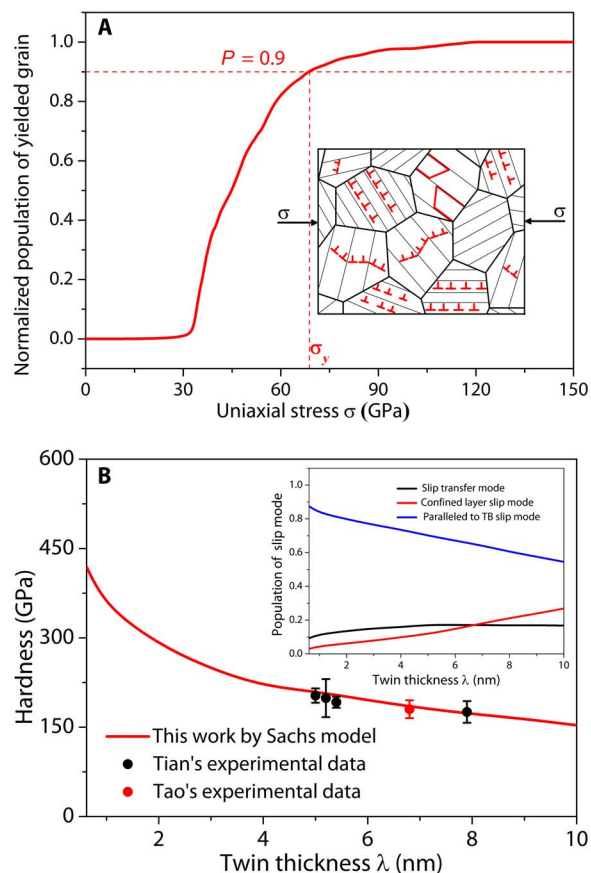 A
Normalized population of yielded grain
1.0
0.8
0.6
0.4
0.2
0.0
P = 0.9
σ
σ
σy
0
30
60
90
120
150
Uniaxial stress σ (GPa)
B
Hardness (GPa)
600
450
300
150
0
Population of
slip mode
1.0
0.8
0.6
0.4
0.2
0.0
Slip transfer mode
Confined layer slip mode
Paralleled to TB slip mode
2
4
6
8
10
Twin thickness λ (nm)
This work by Sachs model
Tian's experimental data
Tao's experimental data
2
4
6
8
10
Twin thickness λ (nm)